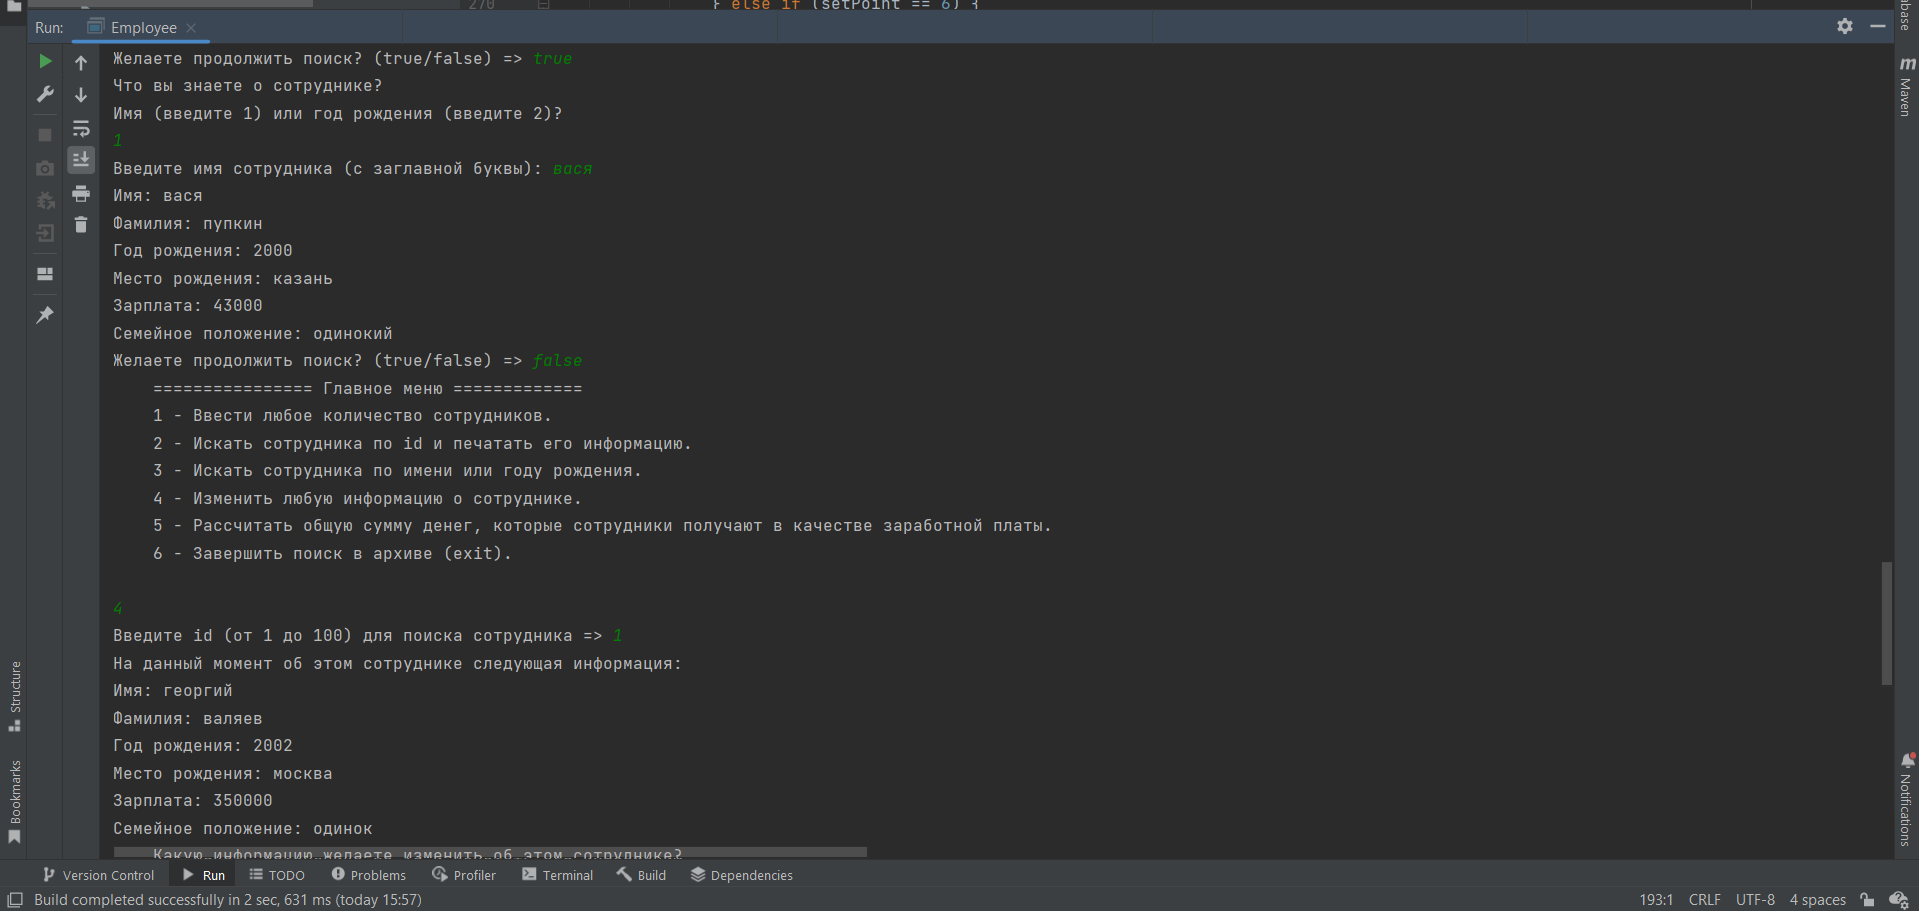 270 } else if (setPoint == 6) {
Run: Employee
Желаете продолжить поиск? (true/false) => true
Что вы знаете о сотруднике?
Имя (введите 1) или год рождения (введите 2)?
1
Введите имя сотрудника (с заглавной буквы): вася
Имя: вася
Фамилия: пупкин
Год рождения: 2000
Место рождения: казань
Зарплата: 43000
Семейное положение: одинокий
Желаете продолжить поиск? (true/false) => false
================ Главное меню =============
1 - Ввести любое количество сотрудников.
2 - Искать сотрудника по id и печатать его информацию.
3 - Искать сотрудника по имени или году рождения.
4 - Изменить любую информацию о сотруднике.
5 - Рассчитать общую сумму денег, которые сотрудники получают в качестве заработной платы.
6 - Завершить поиск в архиве (exit).
4
Введите id (от 1 до 100) для поиска сотрудника => 1
На данный момент об этом сотруднике следующая информация:
Имя: георгий
Фамилия: валяев
Год рождения: 2002
Место рождения: москва
Зарплата: 350000
Семейное положение: одинок
Какую информацию желаете изменить об этом сотруднике?
Structure
Bookmarks
abase
m Maven
Notifications
Version Control Run TODO Problems Profiler Terminal Build Dependencies
Build completed successfully in 2 sec, 631 ms (today 15:57) 193:1 CRLF UTF-8 4 spaces